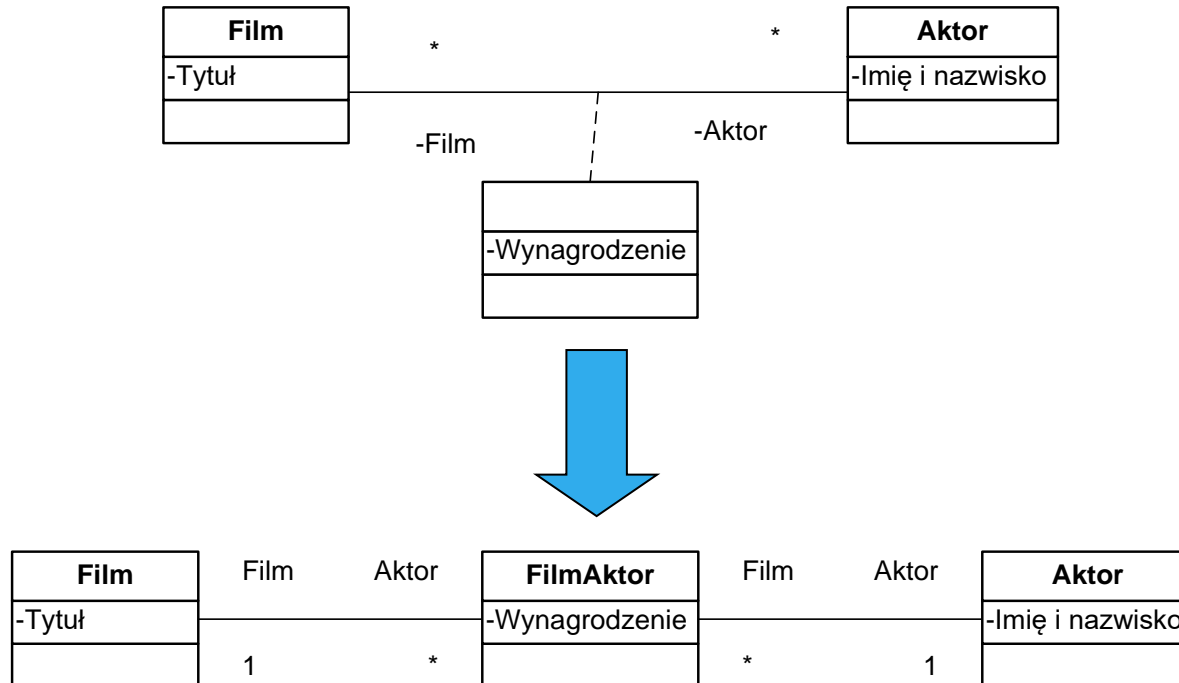 Film
* * Aktor
-Tytuł
-Imię i nazwisko
-Film -Aktor
-Wynagrodzenie
Film Film Aktor FilmAktor Film Aktor Aktor
-Tytuł -Wynagrodzenie -Imię i nazwisko
1 * * 1